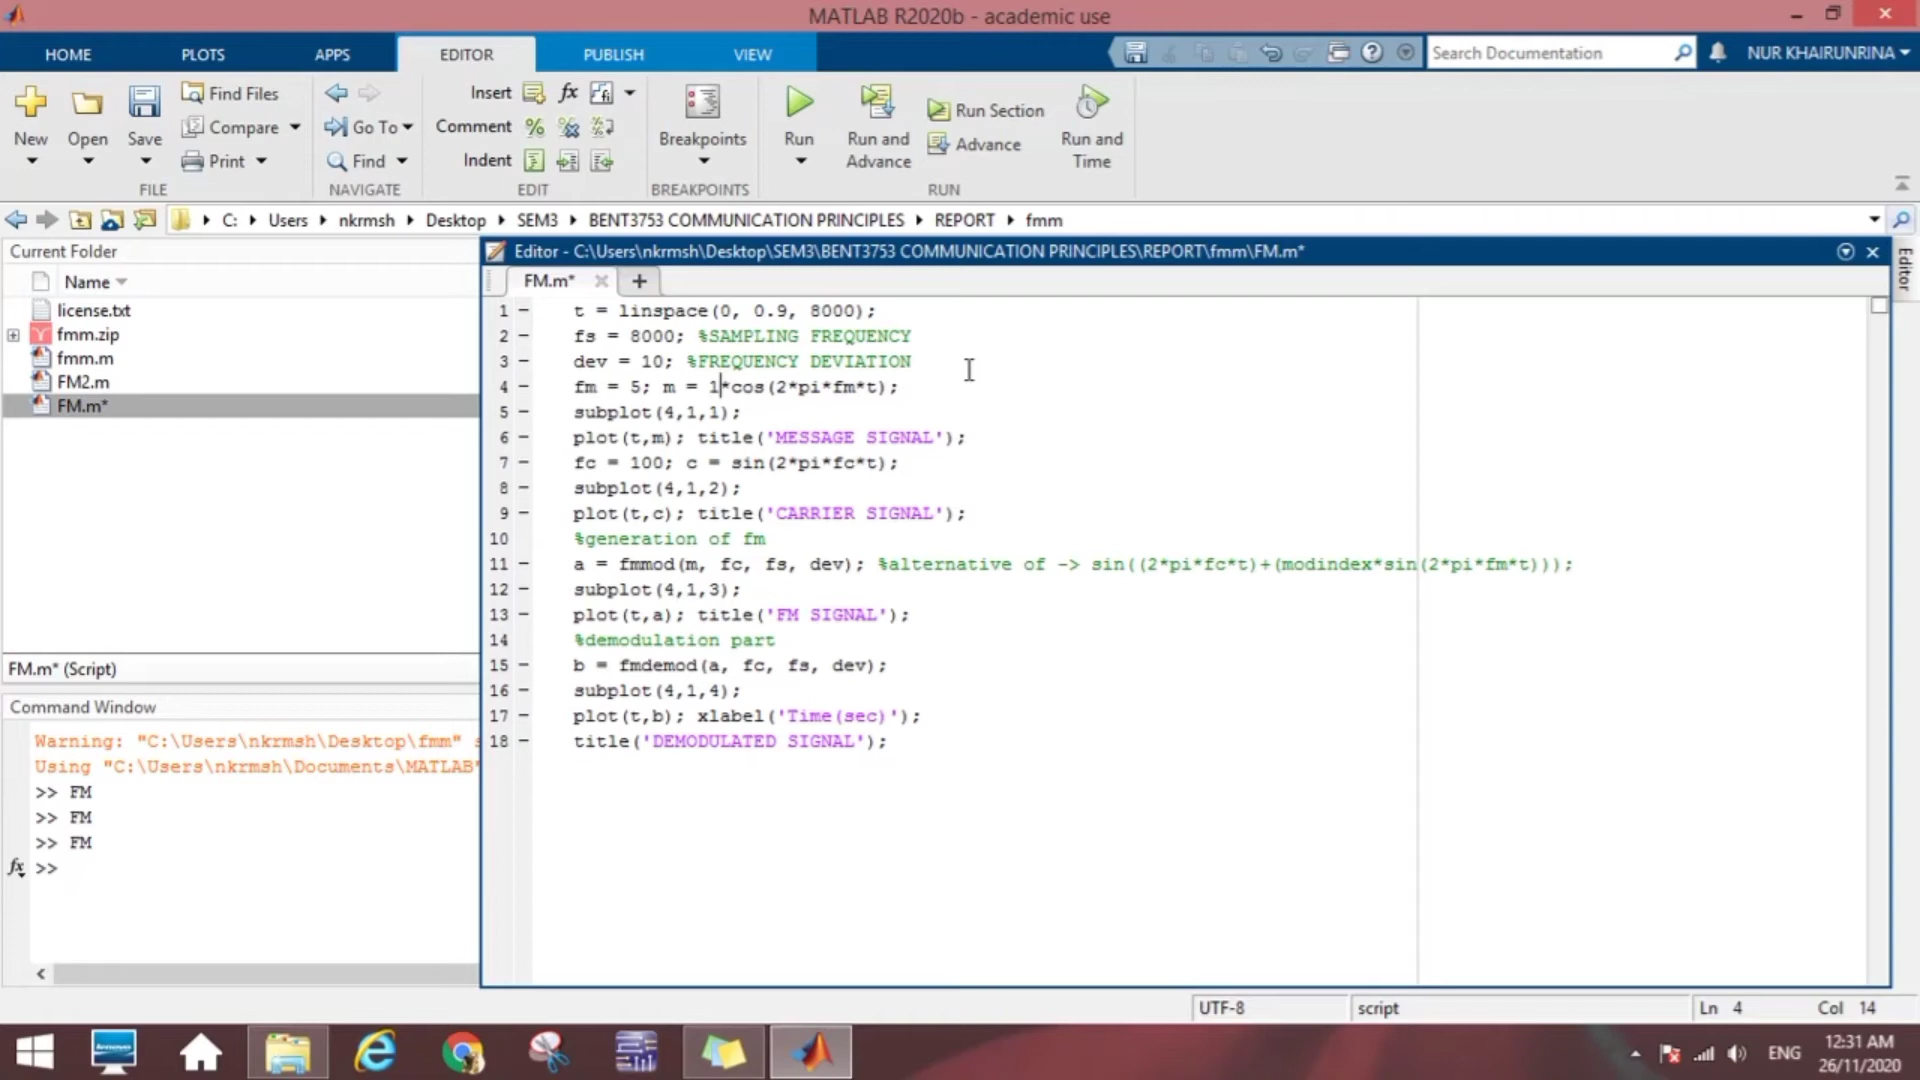 MATLAB R2020b - academic use
HOME PLOTS APPS EDITOR PUBLISH VIEW Search Documentation NUR KHAIRUNRINA
New Open Save Find Files Compare Print FILE
Go To Find NAVIGATE
Insert fx Comment % Indent EDIT
Breakpoints BREAKPOINTS
Run Run and Advance Run Section Advance Run and Time RUN
C: Users nkrmsh Desktop SEM3 BENT3753 COMMUNICATION PRINCIPLES REPORT fmm
Current Folder
Name
license.txt
fmm.zip
fmm.m
FM2.m
FM.m*
FM.m* (Script)
Command Window
Warning: "C:\Users\nkrmsh\Desktop\fmm" s
Using "C:\Users\nkrmsh\Documents\MATLAB"
>> FM
>> FM
>> FM
fx >>
Editor - C:\Users\nkrmsh\Desktop\SEM3\BENT3753 COMMUNICATION PRINCIPLES\REPORT\fmm\FM.m*
Editor
FM.m* +
1 - t = linspace(0, 0.9, 8000);
2 - fs = 8000; %SAMPLING FREQUENCY
3 - dev = 10; %FREQUENCY DEVIATION
4 - fm = 5; m = 1*cos(2*pi*fm*t);
5 - subplot(4,1,1);
6 - plot(t,m); title('MESSAGE SIGNAL');
7 - fc = 100; c = sin(2*pi*fc*t);
8 - subplot(4,1,2);
9 - plot(t,c); title('CARRIER SIGNAL');
10 %generation of fm
11 - a = fmmod(m, fc, fs, dev); %alternative of -> sin((2*pi*fc*t)+(modindex*sin(2*pi*fm*t)));
12 - subplot(4,1,3);
13 - plot(t,a); title('FM SIGNAL');
14 %demodulation part
15 - b = fmdemod(a, fc, fs, dev);
16 - subplot(4,1,4);
17 - plot(t,b); xlabel('Time(sec)');
18 - title('DEMODULATED SIGNAL');
UTF-8 script Ln 4 Col 14
ENG 12:31 AM
26/11/2020